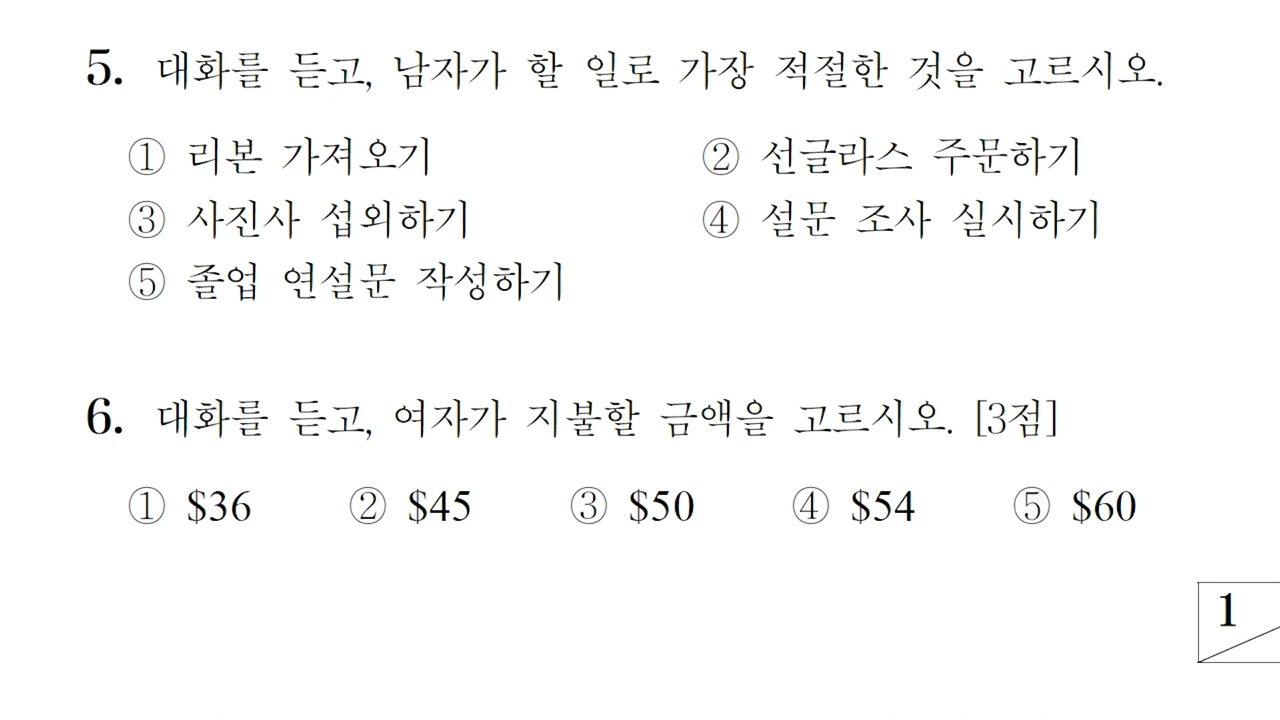 5. 대화를 듣고, 남자가 할 일로 가장 적절한 것을 고르시오.
① 리본 가져오기 ② 선글라스 주문하기
③ 사진사 섭외하기 ④ 설문 조사 실시하기
⑤ 졸업 연설문 작성하기
6. 대화를 듣고, 여자가 지불할 금액을 고르시오. [3점]
① $36 ② $45 ③ $50 ④ $54 ⑤ $60
1